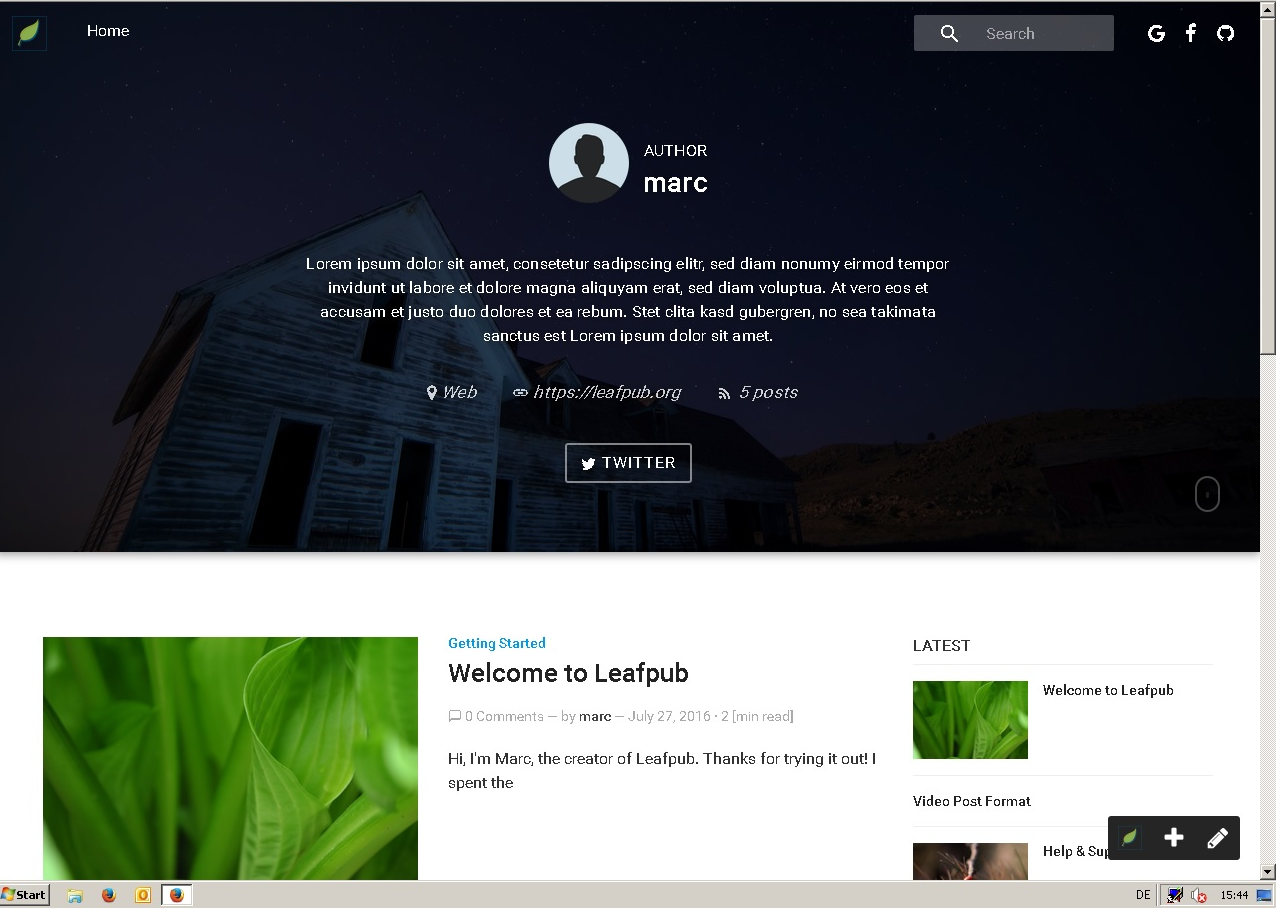 Home
Search
AUTHOR
marc
Lorem ipsum dolor sit amet, consetetur sadipscing elitr, sed diam nonumy eirmod tempor
invidunt ut labore et dolore magna aliquyam erat, sed diam voluptua. At vero eos et
accusam et justo duo dolores et ea rebum. Stet clita kasd gubergren, no sea takimata
sanctus est Lorem ipsum dolor sit amet.
Web https://leafpub.org 5 posts
TWITTER
Getting Started
Welcome to Leafpub
0 Comments — by marc — July 27, 2016 · 2 [min read]
Hi, I'm Marc, the creator of Leafpub. Thanks for trying it out! I
spent the
LATEST
Welcome to Leafpub
Video Post Format
Help & Sup
Start
DE
15:44